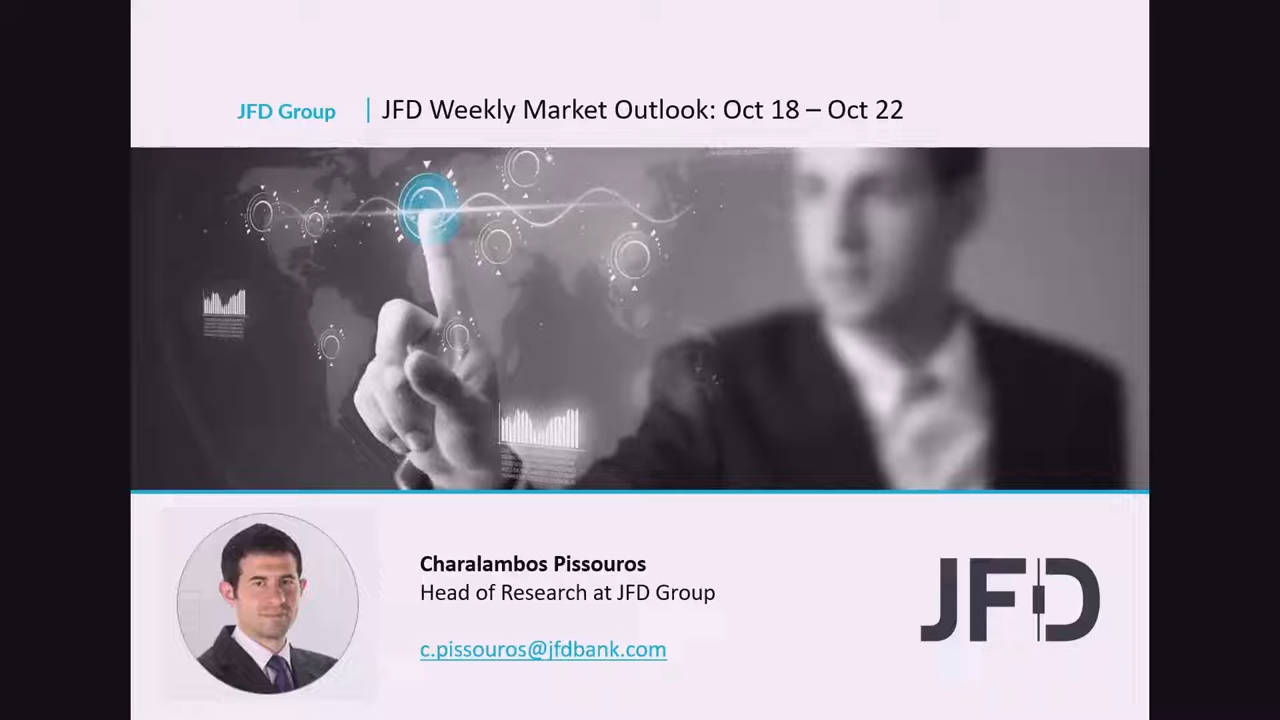 JFD Group | JFD Weekly Market Outlook: Oct 18 – Oct 22
Charalambos Pissouros
Head of Research at JFD Group
c.pissouros@jfdbank.com
JFD